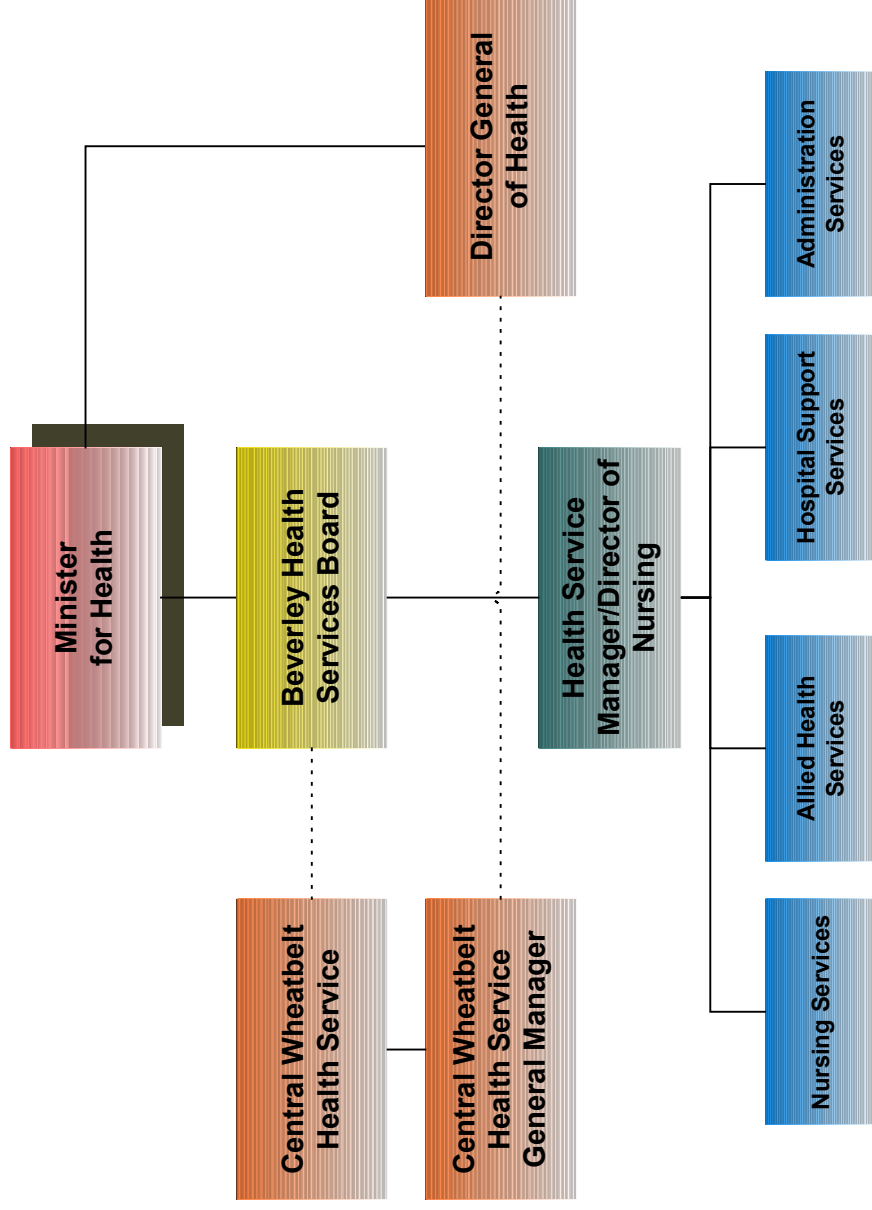 Minister
for Health
Beverley Health
Services Board
Central Wheatbelt
Health Service
Central Wheatbelt
Health Service
General Manager
Director General
of Health
Health Service
Manager/Director of
Nursing
Nursing Services
Allied Health
Services
Hospital Support
Services
Administration
Services